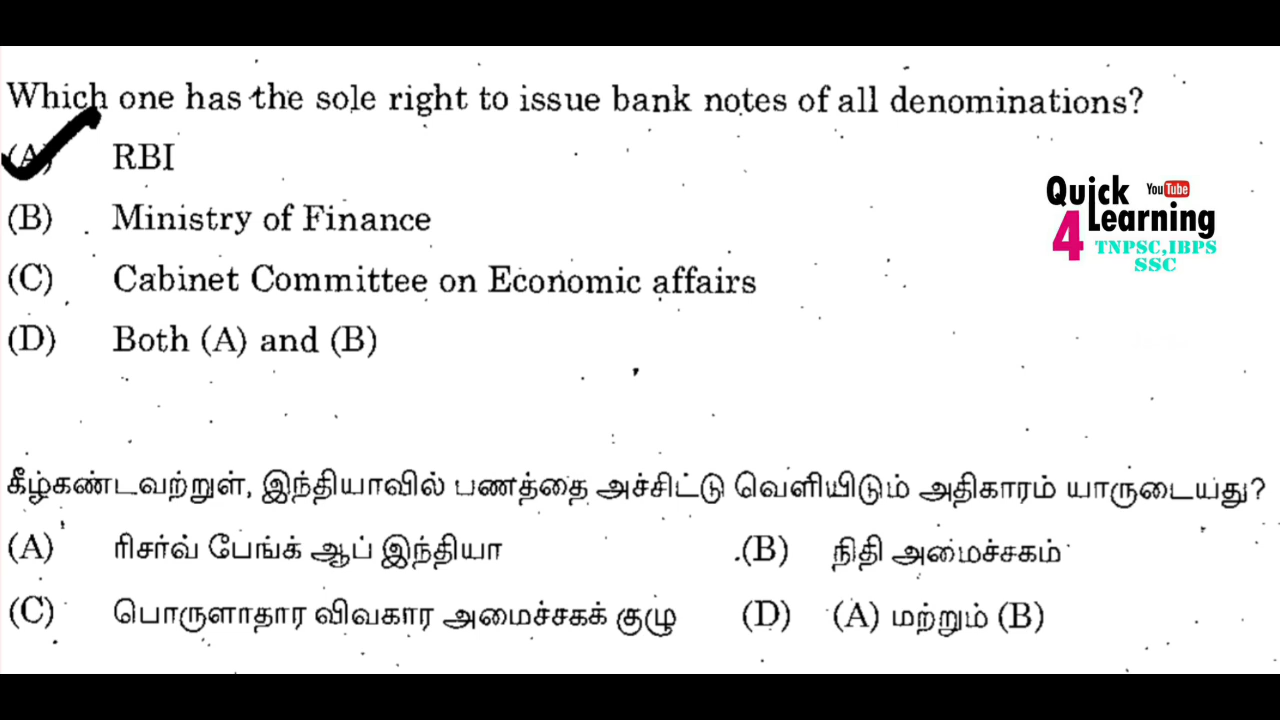 Which one has the sole right to issue bank notes of all denominations?
(A) RBI
(B) Ministry of Finance
(C) Cabinet Committee on Economic affairs
(D) Both (A) and (B)
Quick YouTube
4 Learning
TNPSC,IBPS
SSC
கீழ்கண்டவற்றுள், இந்தியாவில் பணத்தை அச்சிட்டு வெளியிடும் அதிகாரம் யாருடையது?
(A) ரிசர்வ் பேங்க் ஆப் இந்தியா (B) நிதி அமைச்சகம்
(C) பொருளாதார விவகார அமைச்சகக் குழு (D) (A) மற்றும் (B)